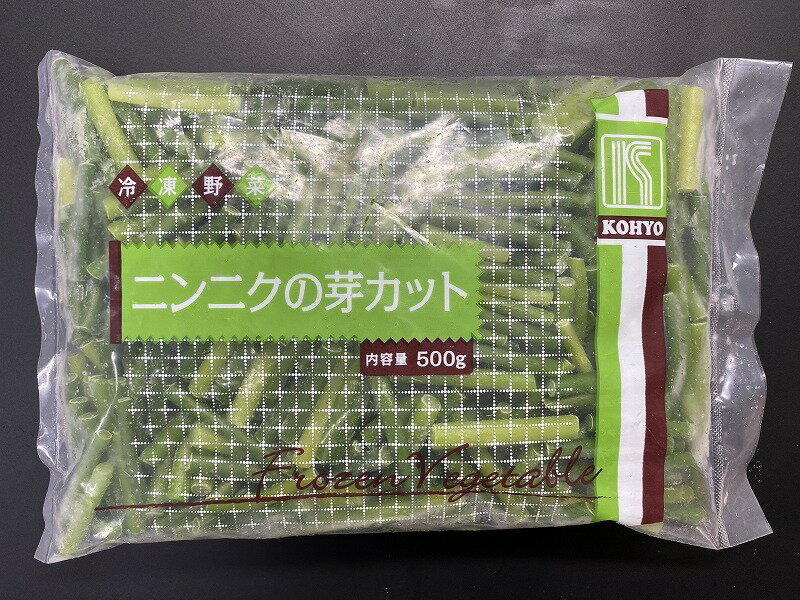 冷凍野菜
K
KOHYO
ニンニクの芽カット
内容量 500g
Frozen Vegetable